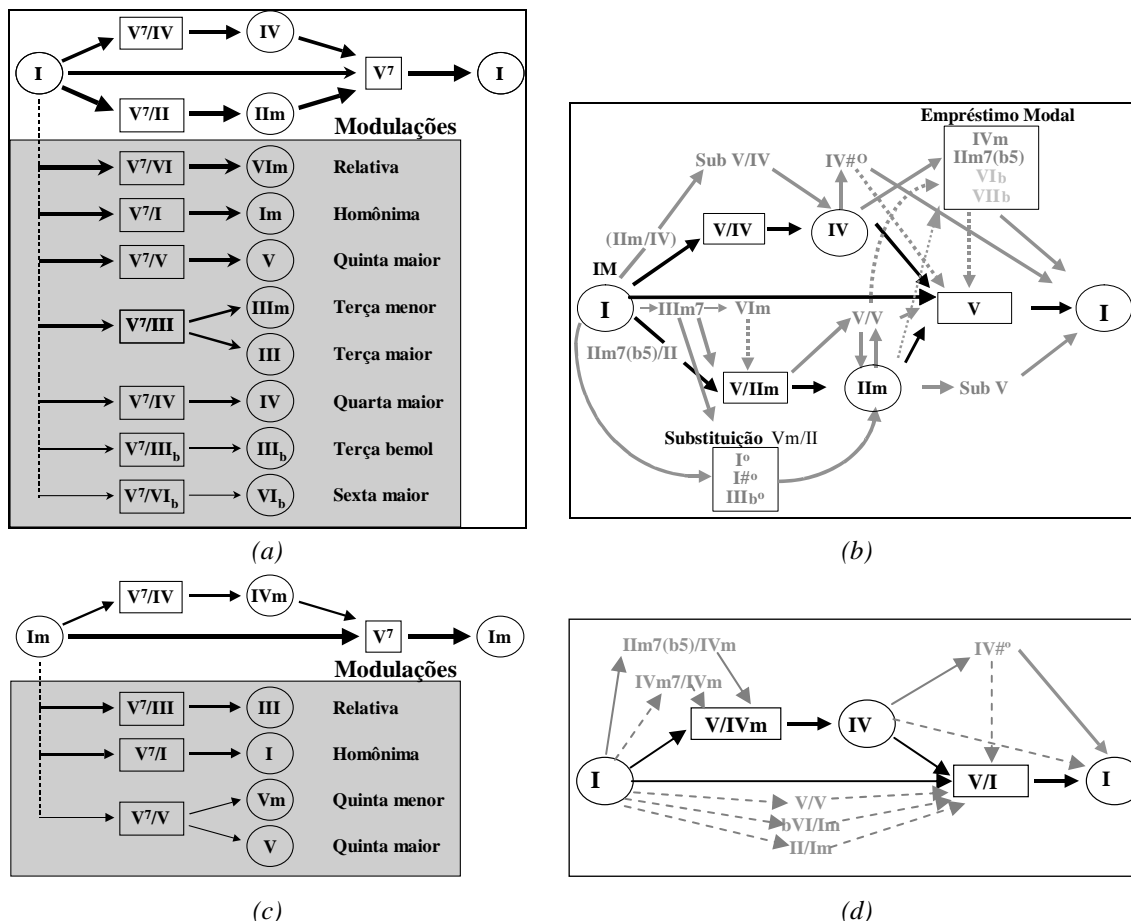 V⁷/IV IV
I V⁷ I
V⁷/II IIm
Modulações
V⁷/VI VIm Relativa
V⁷/I Im Homônima
V⁷/V V Quinta maior
V⁷/III IIIm Terça menor
III Terça maior
V⁷/IV IV Quarta maior
V⁷/IIIb IIIb Terça bemol
V⁷/VIb VIb Sexta maior
(a)
Empréstimo Modal
IVm
IIm7(b5)
VIb
VIIb
Sub V/IV IV#º
(IIm/IV) V/IV IV
IM
I IIIm7 VIm V/V V I
IIm7(b5)/II
V/IIm IIm Sub V
Substituição Vm/II
Iº
I#º
IIIbº
(b)
V⁷/IV IVm
Im V⁷ Im
Modulações
V⁷/III III Relativa
V⁷/I I Homônima
V⁷/V Vm Quinta menor
V Quinta maior
(c)
IIm7(b5)/IVm IV#º
IVm7/IVm
V/IVm IV
I V/I I
V/V
bVI/Im
II/Im
(d)